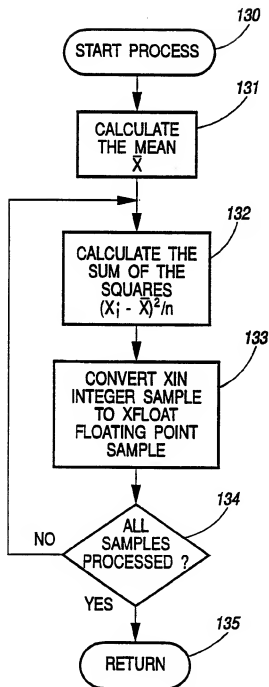 130
START PROCESS
131
CALCULATE
THE MEAN
X̅
132
CALCULATE THE
SUM OF THE
SQUARES
(Xi - X̅)²/n
133
CONVERT XIN
INTEGER SAMPLE
TO XFLOAT
FLOATING POINT
SAMPLE
134
ALL
SAMPLES
PROCESSED ?
NO
YES
135
RETURN